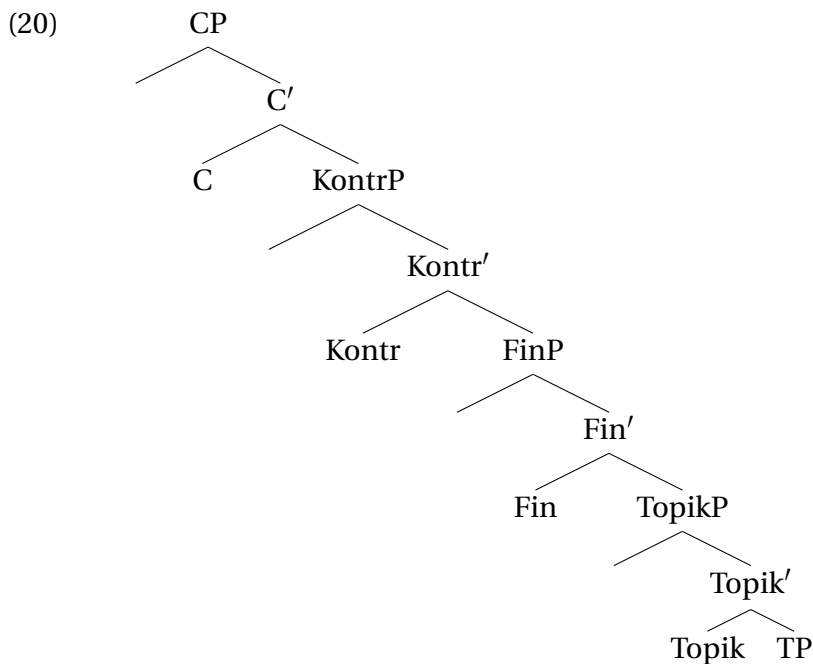 (20) CP
C′
C KontrP
Kontr′
Kontr FinP
Fin′
Fin TopikP
Topik′
Topik TP